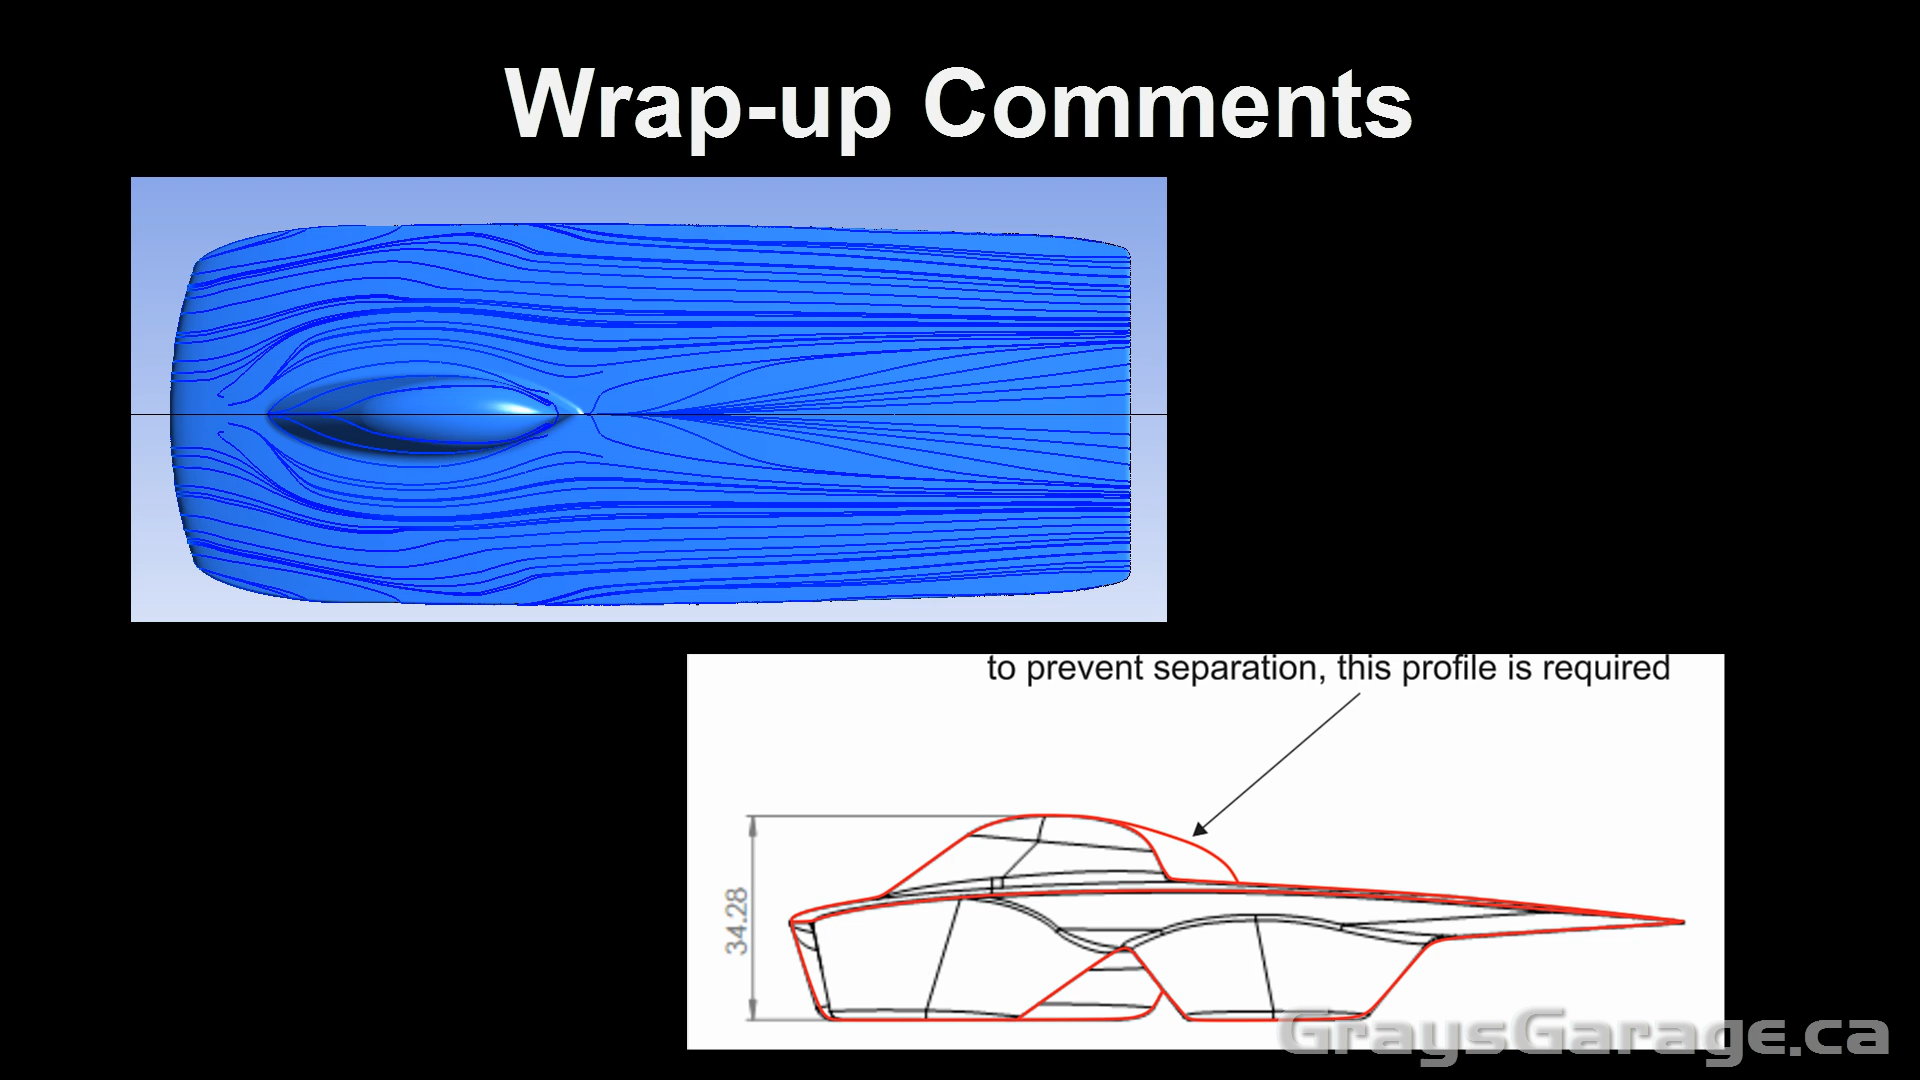 Wrap-up Comments
to prevent separation, this profile is required
34.28
GraysGarage.ca